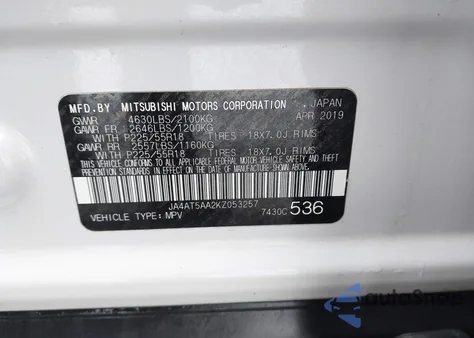 MFD.BY MITSUBISHI MOTORS CORPORATION , JAPAN
GVWR 4630LBS/2100KG APR 2019
GAWR FR 2646LBS/1200KG
WITH P225/55R18 TIRES 18X7.0J RIMS
GAWR RR 2557LBS/1160KG
WITH P225/55R18 TIRES 18X7.0J RIMS
THIS VEHICLE CONFORMS TO ALL APPLICABLE FEDERAL
MOTOR VEHICLE SAFETY AND THEFT PREVENTION STANDARDS
IN EFFECT ON THE DATE OF MANUFACTURE SHOWN ABOVE.
JA4AT5AA2KZ053257
VEHICLE TYPE: MPV 7430C 536
autoSnap